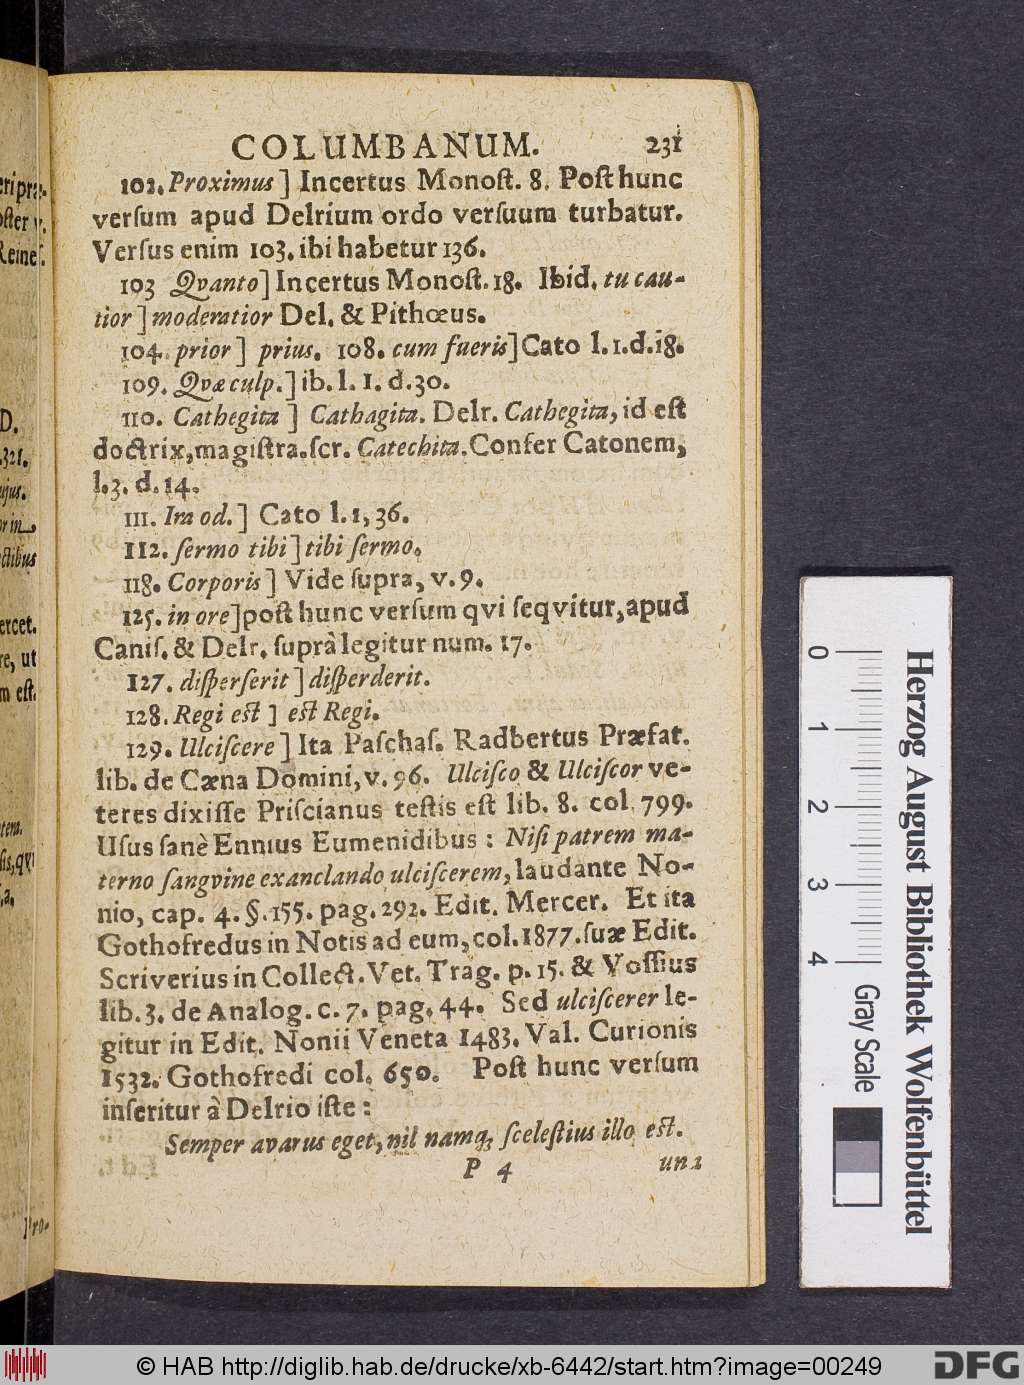 COLUMBANUM. 231
102. Proximus] Incertus Monoſt. 8. Poſt hunc
verſum apud Delrium ordo verſuum turbatur.
Verſus enim 103. ibi habetur 136.
103 Qvanto] Incertus Monoſt. 18. Ibid. tu cau-
tior] moderatior Del. & Pithœus.
104. prior] prius. 108. cum fueris] Cato l. 1. d. 18.
109. Qvæ culp.] ib. l. 1. d. 30.
110. Cathegita] Cathagita. Delr. Cathegita, id eſt
doctrix, magiſtra. ſcr. Catechita. Confer Catonem,
l. 3. d. 14.
111. Ira od.] Cato l. 1, 36.
112. ſermo tibi] tibi ſermo.
118. Corporis] Vide ſupra, v. 9.
125. in ore] poſt hunc verſum qvi ſeqvitur, apud
Caniſ. & Delr. ſuprà legitur num. 17.
127. diſperſerit] diſperderit.
128. Regi eſt] eſt Regi.
129. Ulciſcere] Ita Paſchaſ. Radbertus Præfat.
lib. de Cæna Domini, v. 96. Ulciſco & Ulciſcor ve-
teres dixiſſe Priſcianus teſtis eſt lib. 8. col. 799.
Uſus ſanè Ennius Eumenidibus: Niſi patrem ma-
terno ſangvine exanclando ulciſcerem, laudante No-
nio, cap. 4. §. 155. pag. 292. Edit. Mercer. Et ita
Gothofredus in Notis ad eum, col. 1877. ſuæ Edit.
Scriverius in Collect. Vet. Trag. p. 15. & Voſſius
lib. 3. de Analog. c. 7. pag. 44. Sed ulciſcerer le-
gitur in Edit. Nonii Veneta 1483. Val. Curionis
1532. Gothofredi col. 650. Poſt hunc verſum
inſeritur à Delrio iſte:
Semper avarus eget, nil namq; ſceleſtius illo eſt.
P 4 una
0 1 2 3 4
Herzog August Bibliothek Wolfenbüttel
Gray Scale
© HAB http://diglib.hab.de/drucke/xb-6442/start.htm?image=00249
DFG